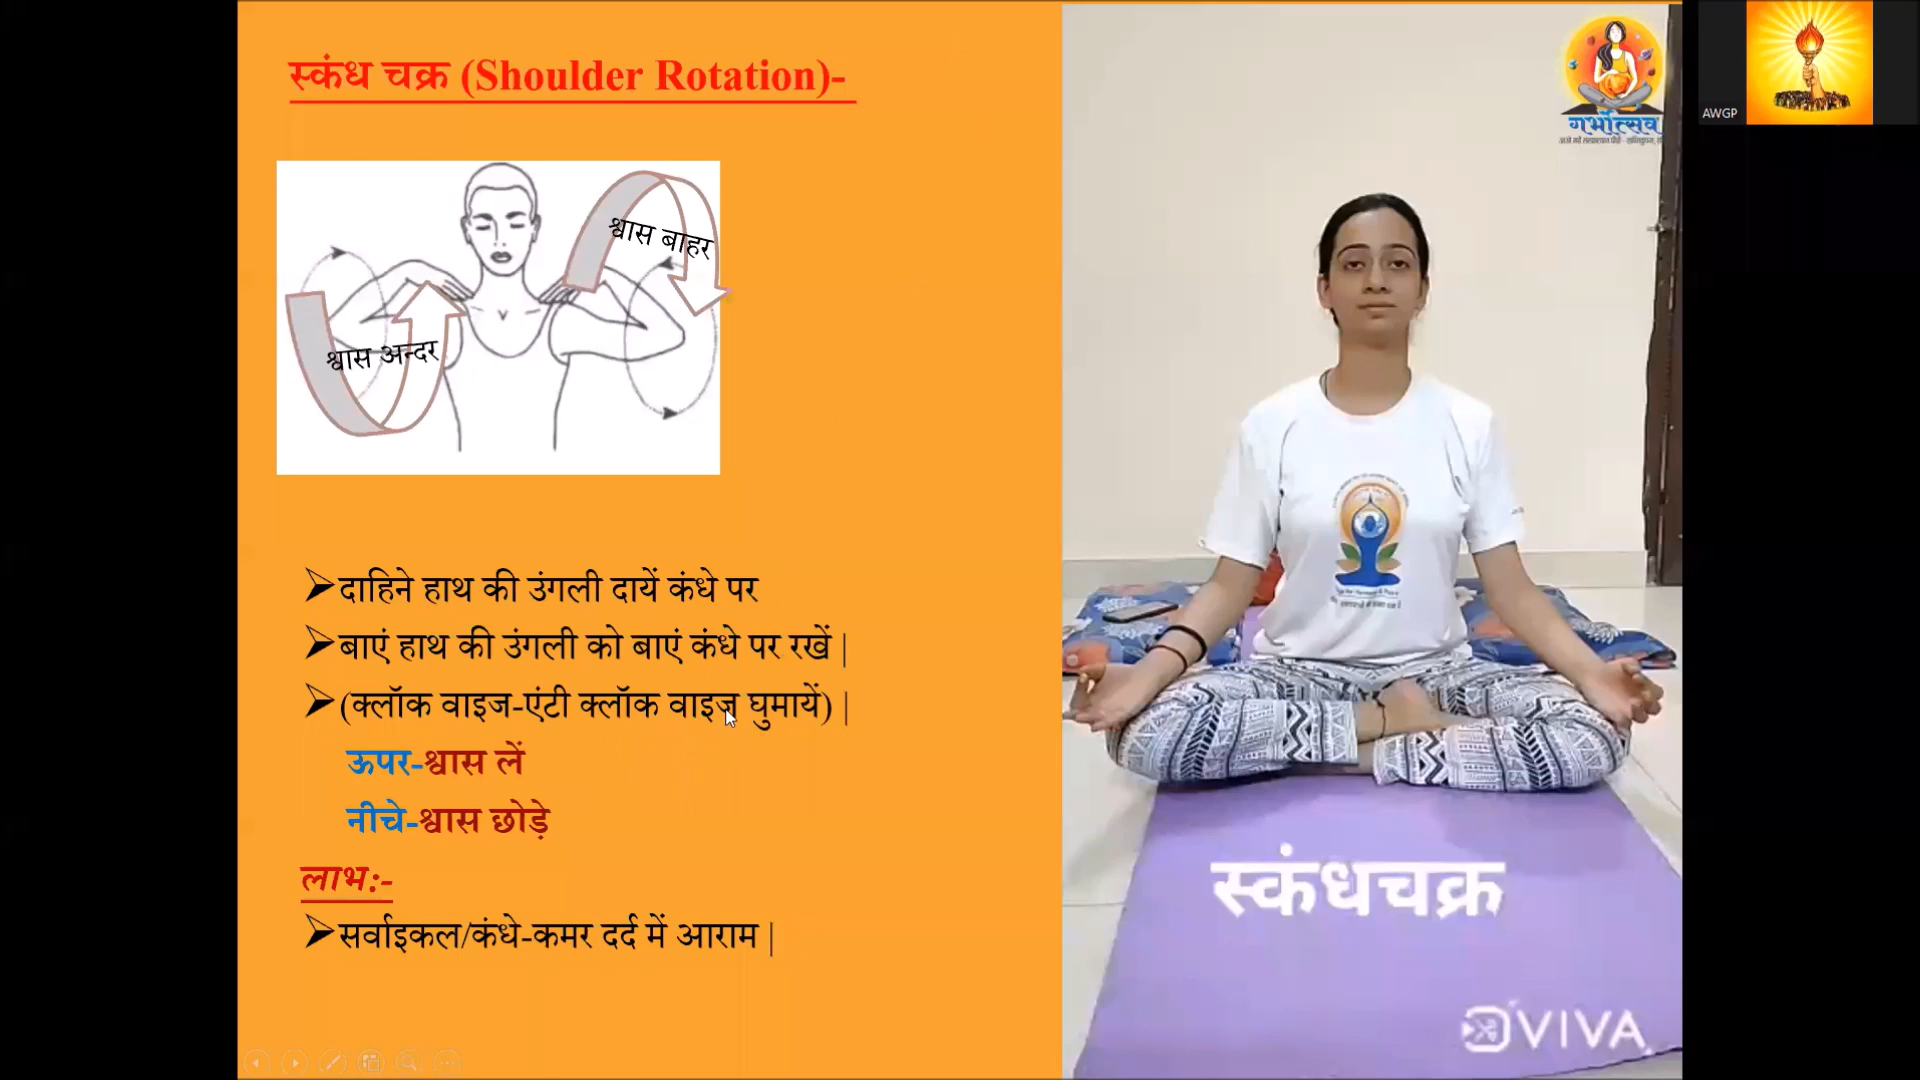 स्कंध चक्र (Shoulder Rotation)-
श्वास बाहर
श्वास अन्दर
➢दाहिने हाथ की उंगली दायें कंधे पर
➢बाएं हाथ की उंगली को बाएं कंधे पर रखें |
➢(क्लॉक वाइज-एंटी क्लॉक वाइज घुमायें) |
ऊपर-श्वास लें
नीचे-श्वास छोड़े
लाभ:-
➢सर्वाइकल/कंधे-कमर दर्द में आराम |
गर्भोत्सव
स्कंधचक्र
VIVA
AWGP